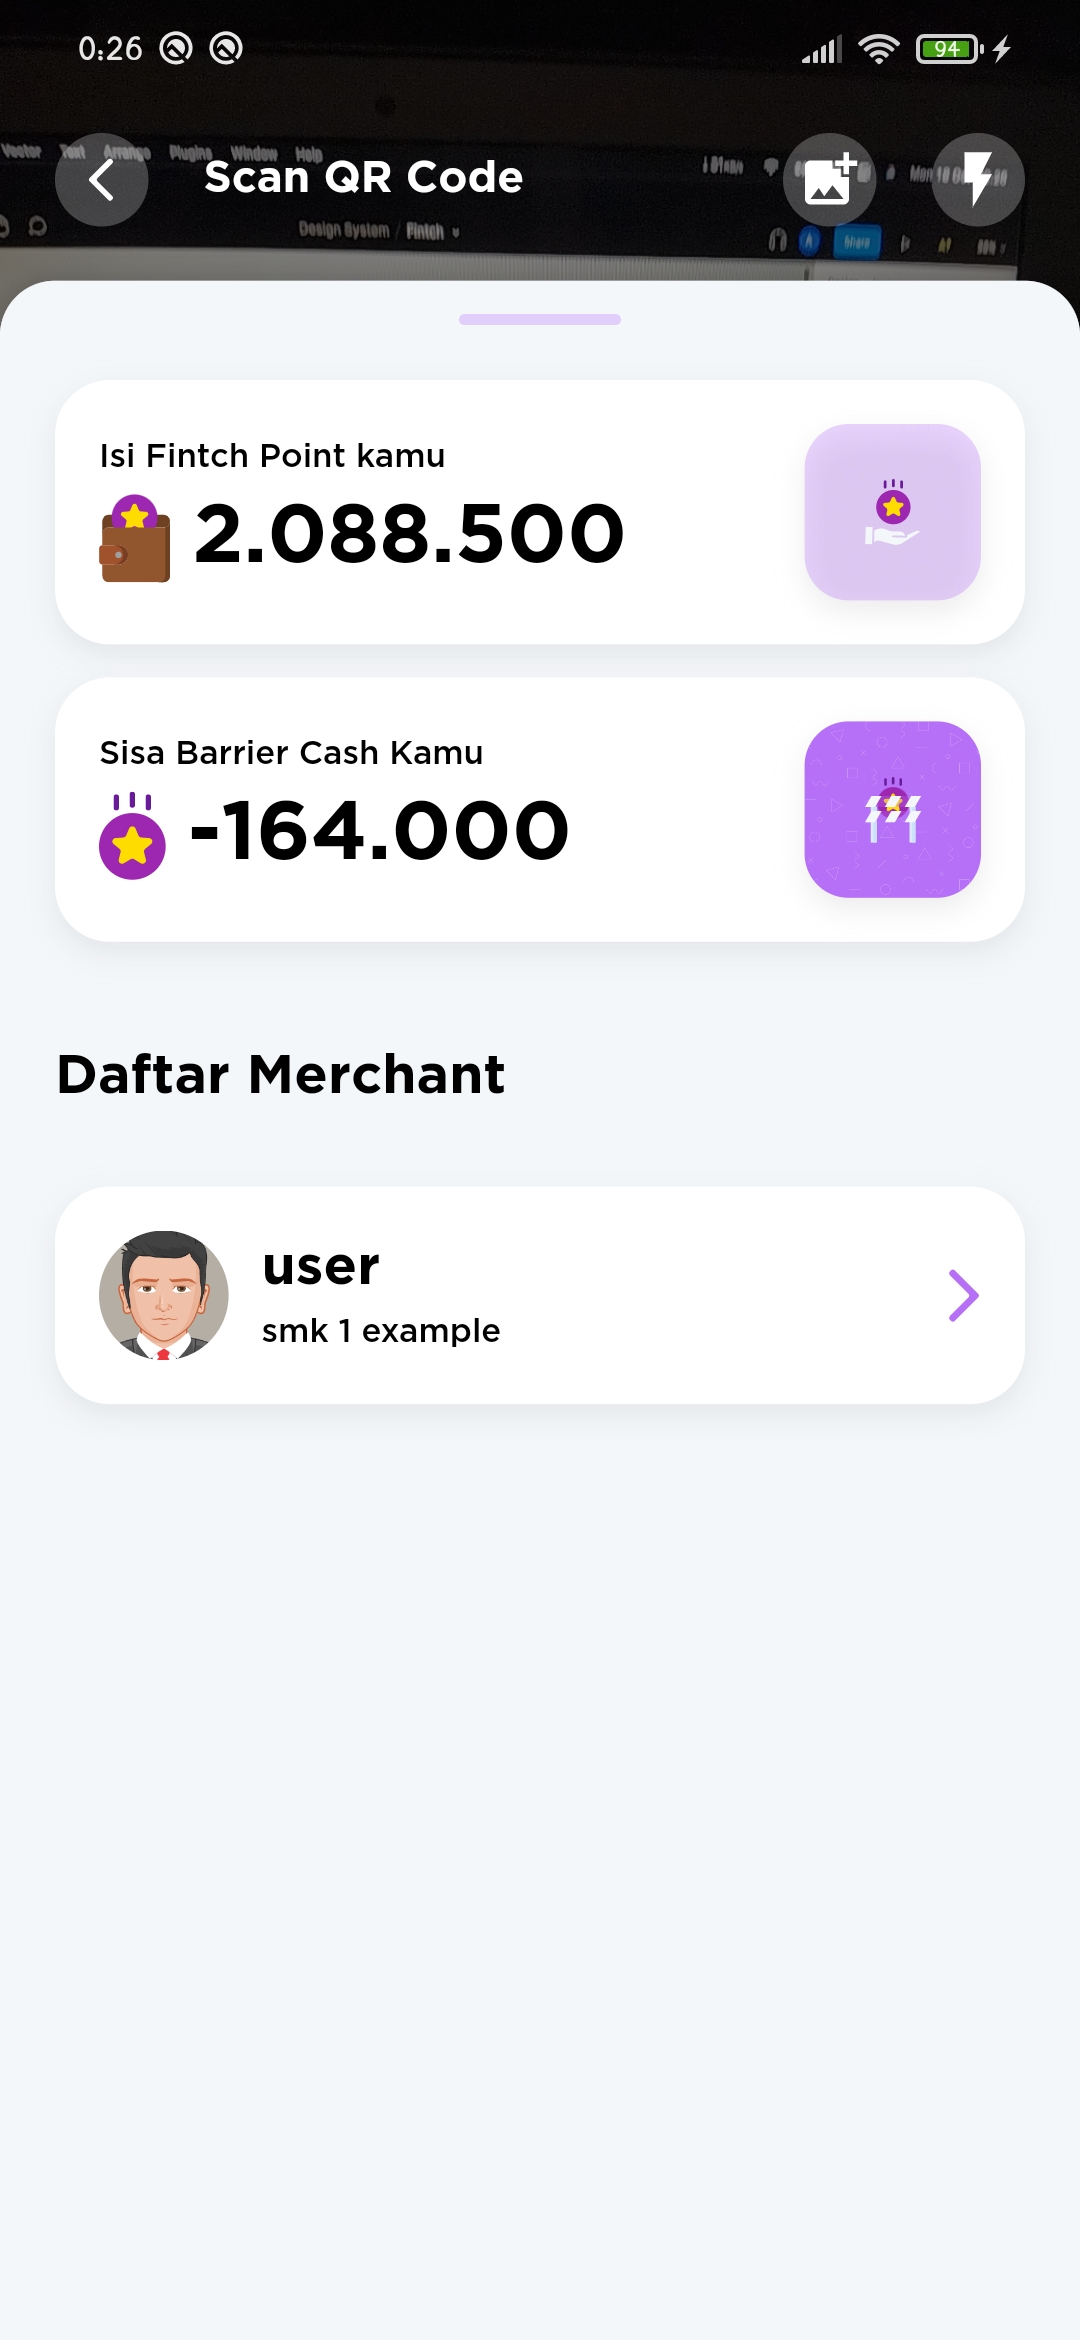 0:26
94
Vector Text Arrange Plugins Window Help
Scan QR Code
Design System / Fintch
Share
Isi Fintch Point kamu
2.088.500
Sisa Barrier Cash Kamu
-164.000
Daftar Merchant
user
smk 1 example